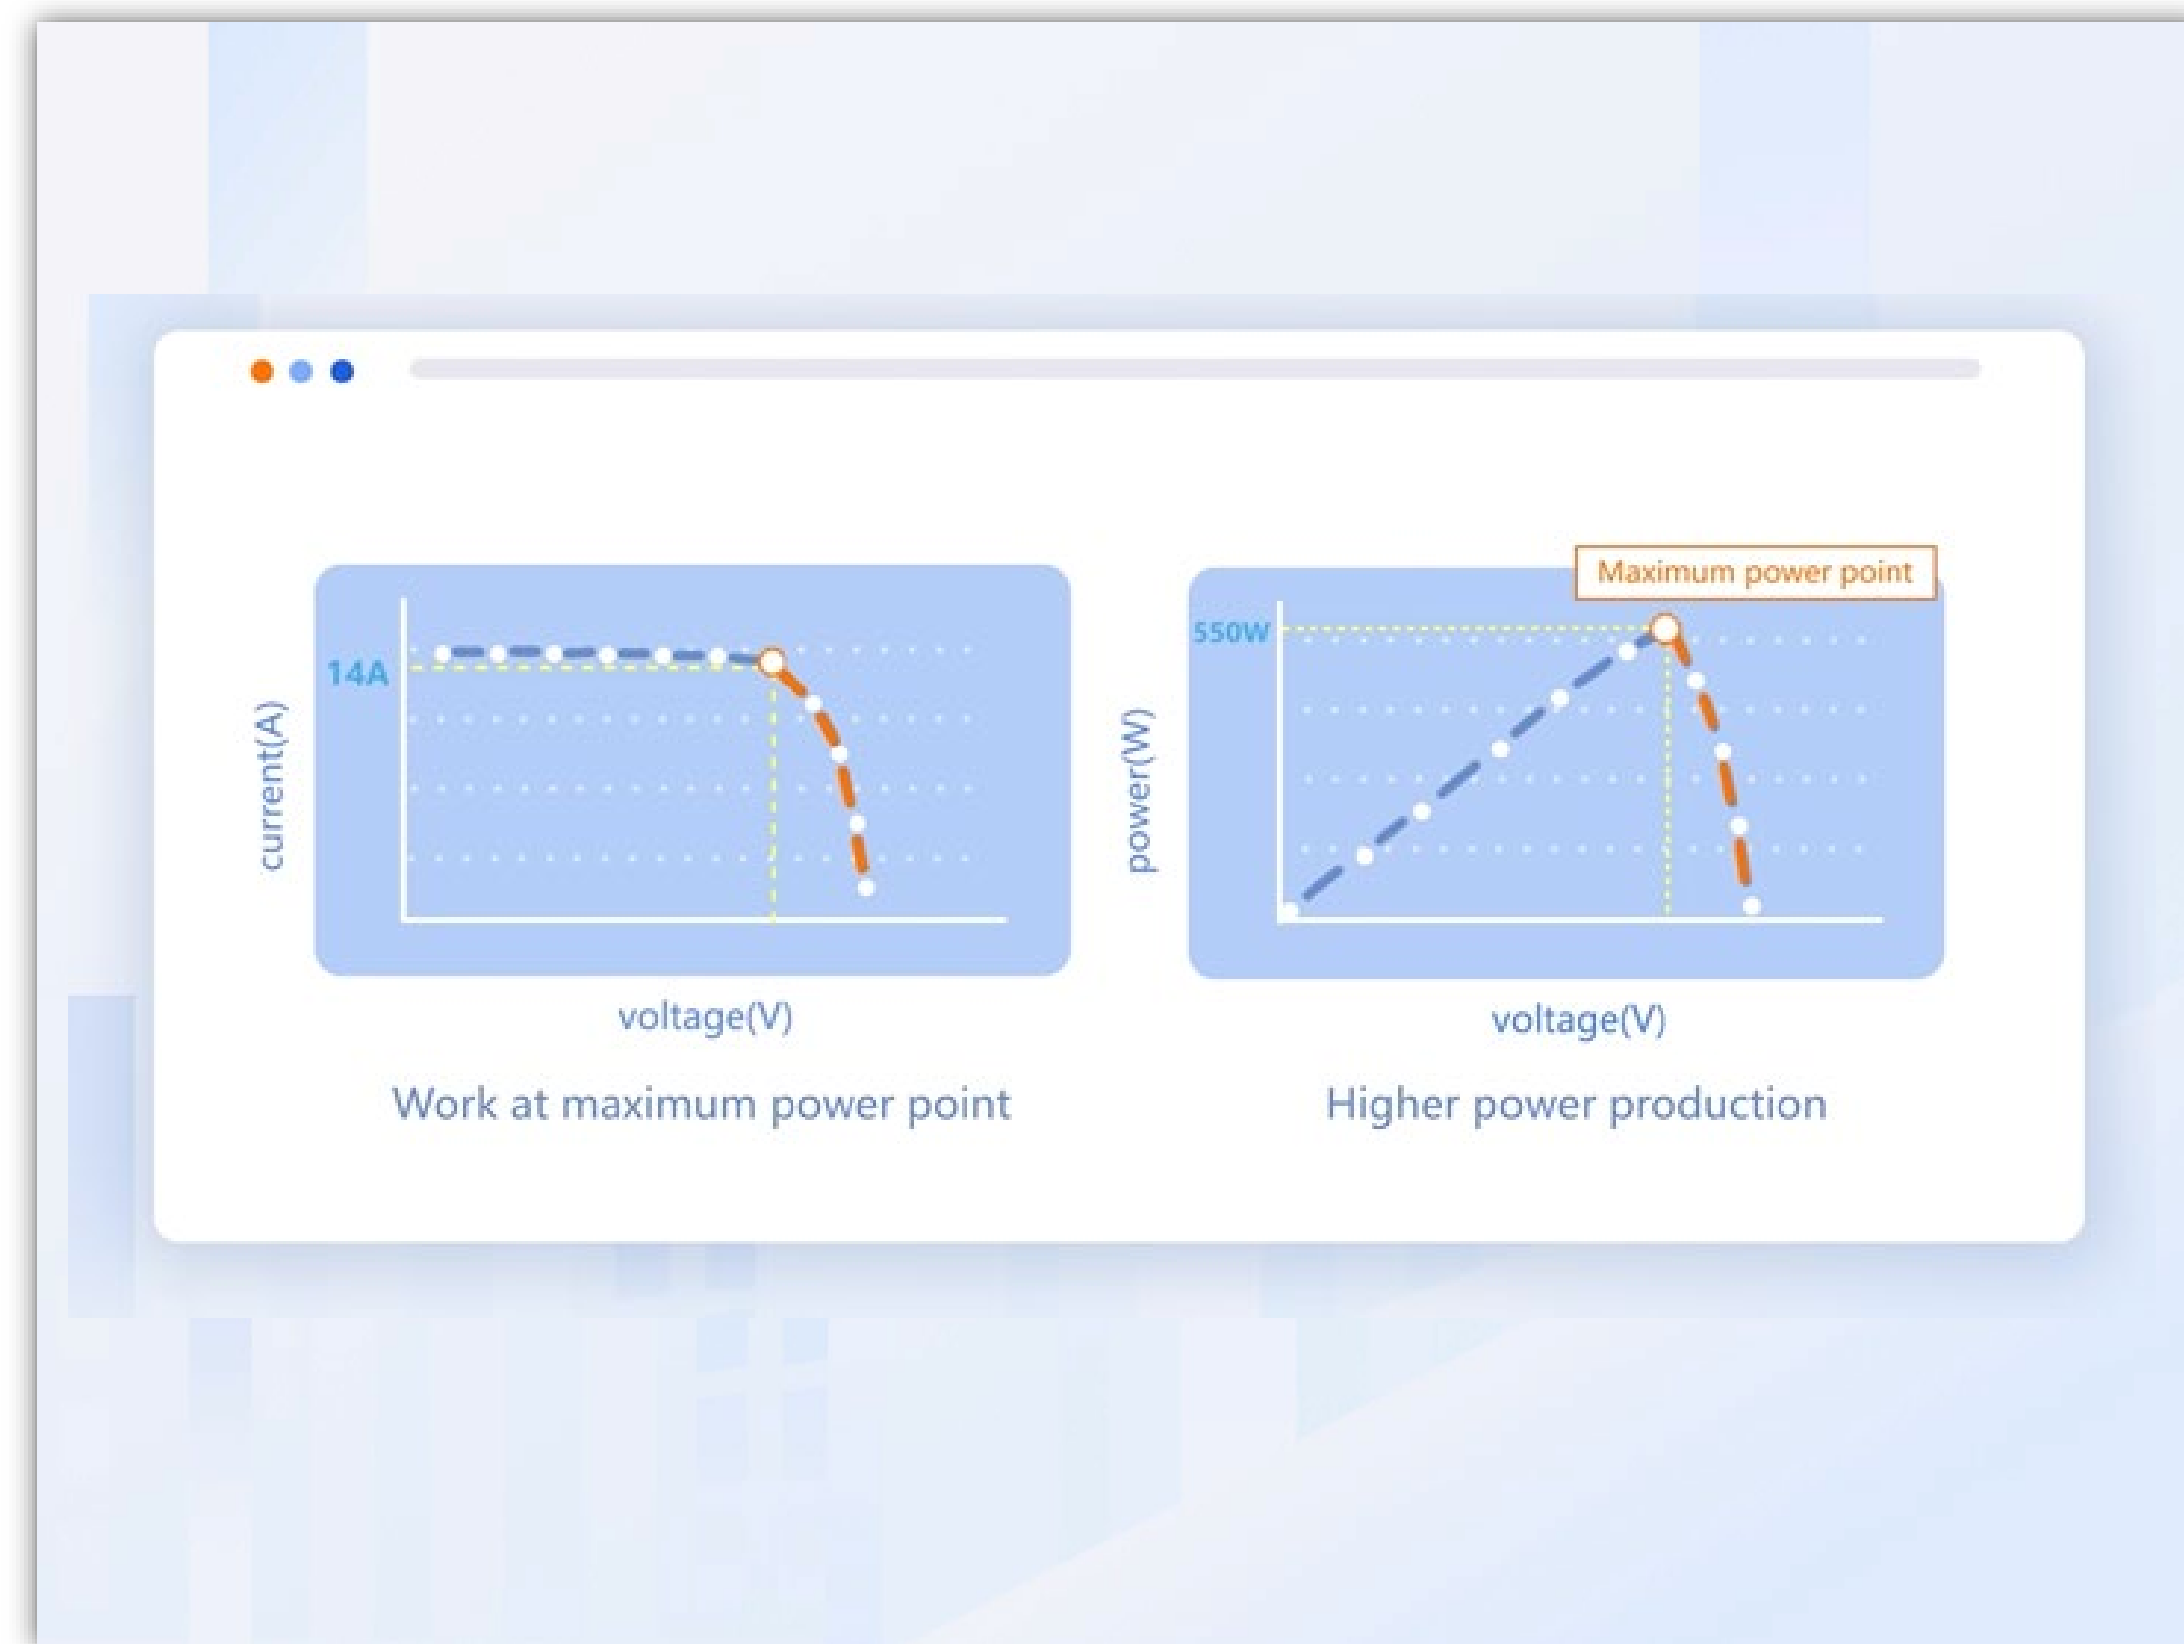 Maximum power point
14A
550W
current(A)
power(W)
voltage(V)
voltage(V)
Work at maximum power point
Higher power production